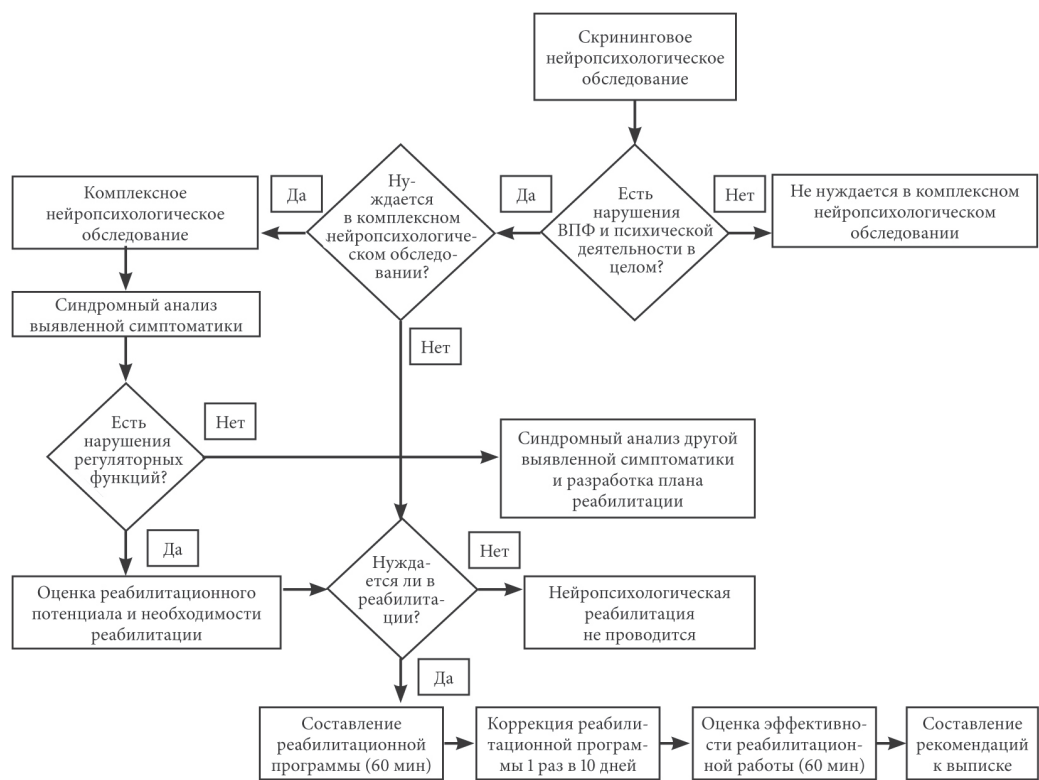 Скрининговое
нейропсихологическое
обследование
Есть
нарушения
ВПФ и психической
деятельности в
целом?
Нет
Не нуждается в комплексном
нейропсихологическом
обследовании
Да
Ну-
ждается
в комплексном
нейропсихологиче-
ском обследо-
вании?
Да
Комплексное
нейропсихологическое
обследование
Синдромный анализ
выявленной симптоматики
Нет
Есть
нарушения
регуляторных
функций?
Нет
Синдромный анализ другой
выявленной симптоматики
и разработка плана
реабилитации
Да
Оценка реабилитационного
потенциала и необходимости
реабилитации
Нужда-
ется ли в
реабилита-
ции?
Нет
Нейропсихологическая
реабилитация
не проводится
Да
Составление
реабилитационной
программы (60 мин)
Коррекция реабили-
тационной програм-
мы 1 раз в 10 дней
Оценка эффективно-
сти реабилитацион-
ной работы (60 мин)
Составление
рекомендаций
к выписке